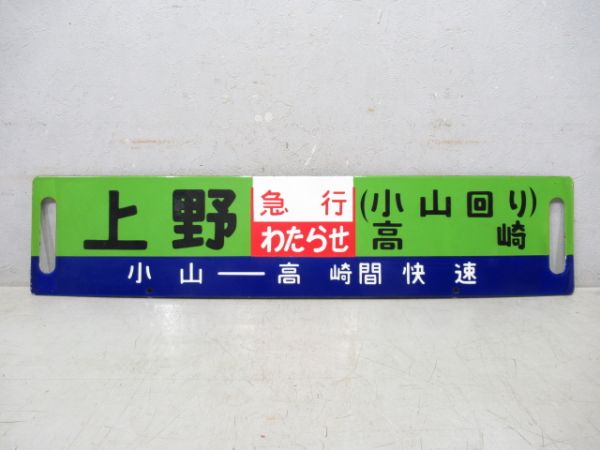 上野
急行
わたらせ
(小山回り)
高崎
小山―高崎間快速